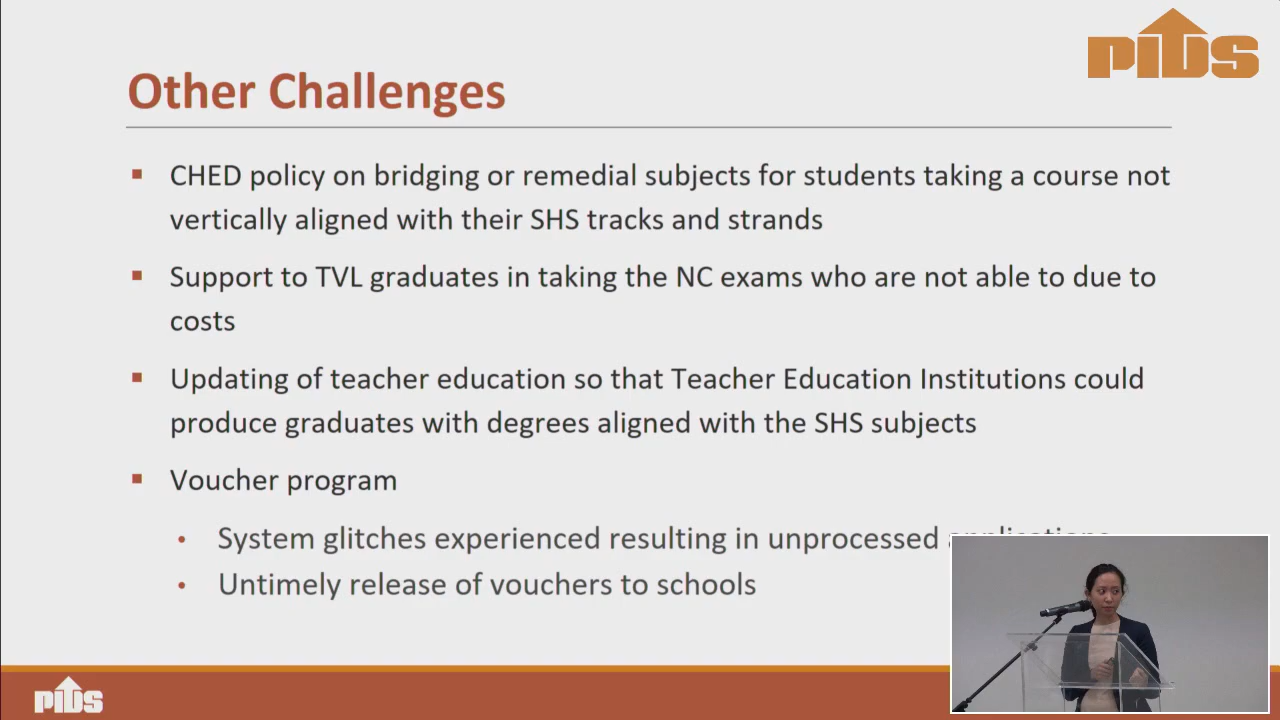 PIDS
Other Challenges
CHED policy on bridging or remedial subjects for students taking a course not
vertically aligned with their SHS tracks and strands
Support to TVL graduates in taking the NC exams who are not able to due to
costs
Updating of teacher education so that Teacher Education Institutions could
produce graduates with degrees aligned with the SHS subjects
Voucher program
System glitches experienced resulting in unprocessed
Untimely release of vouchers to schools
PIDS